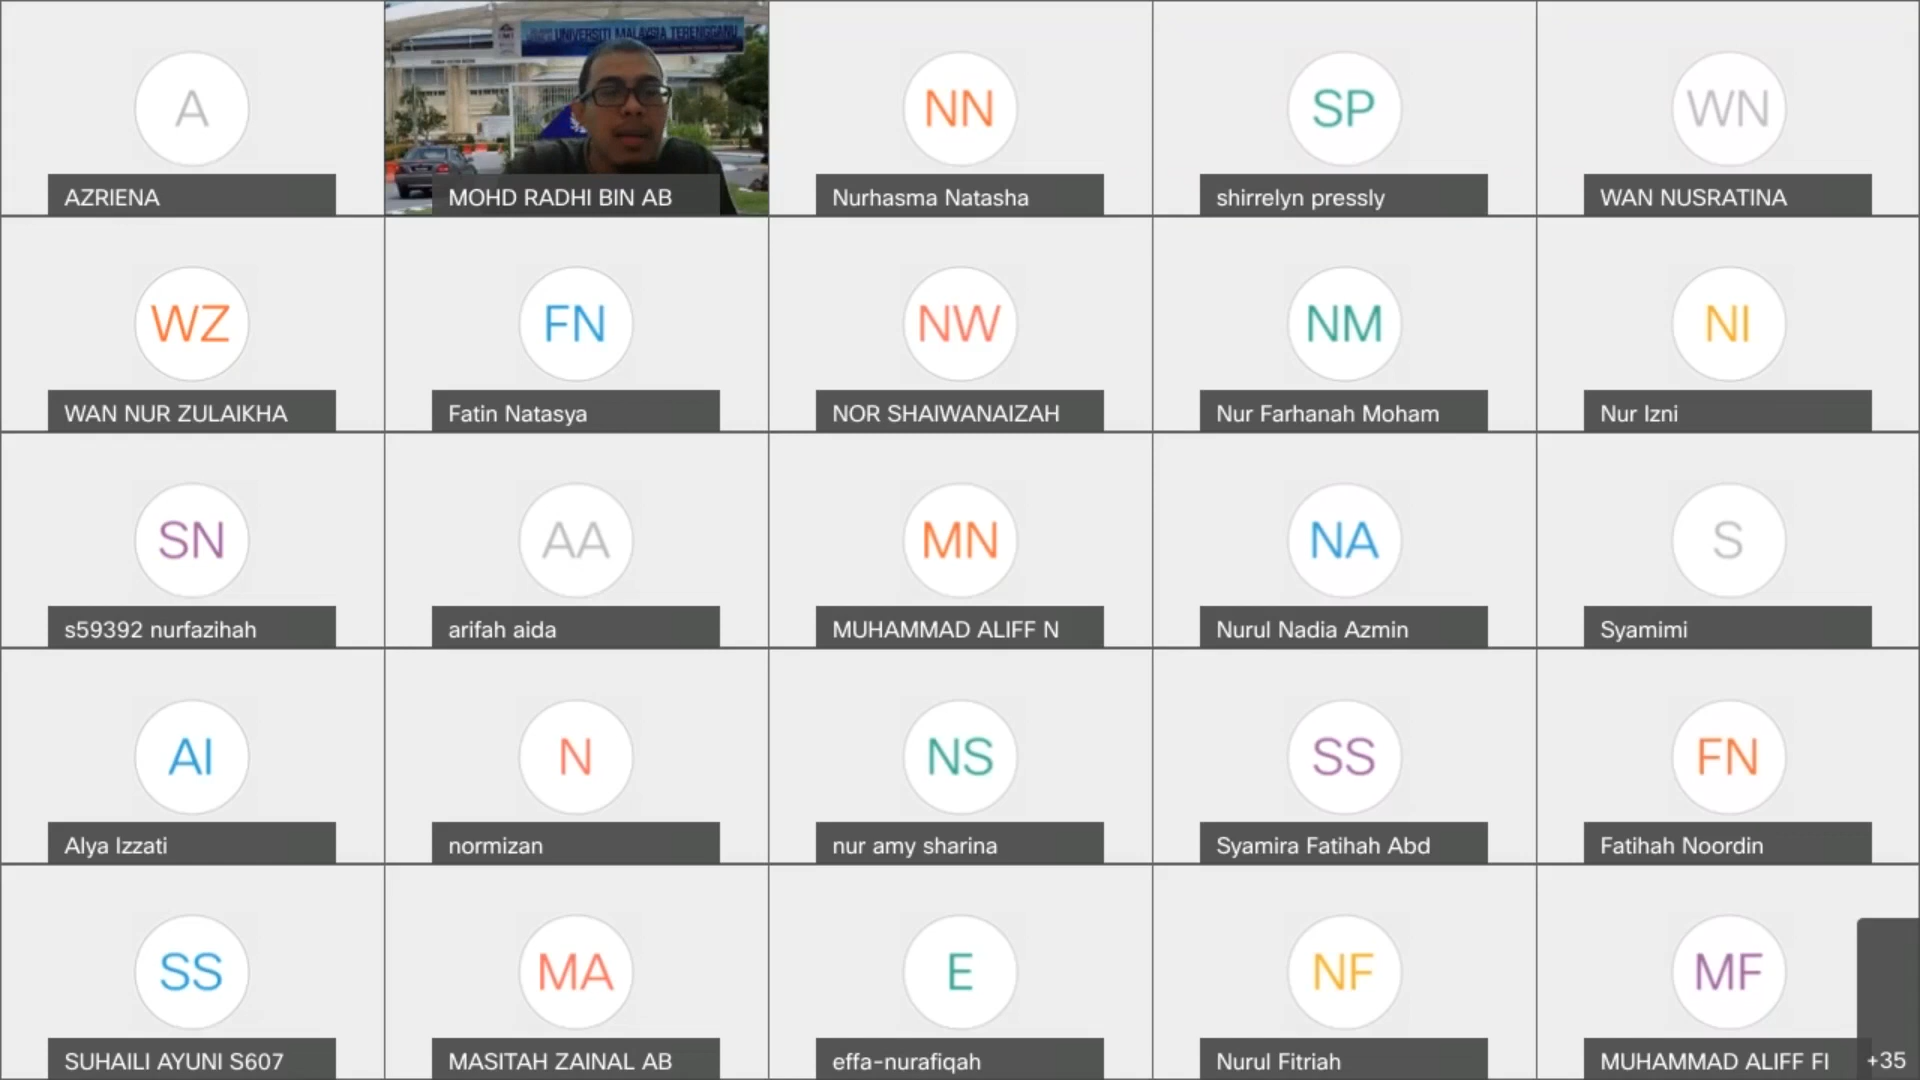 A
UNIVERSITI MALAYSIA TERENGGANU
NN
SP
WN
AZRIENA
MOHD RADHI BIN AB
Nurhasma Natasha
shirrelyn pressly
WAN NUSRATINA
WZ
FN
NW
NM
NI
WAN NUR ZULAIKHA
Fatin Natasya
NOR SHAIWANAIZAH
Nur Farhanah Moham
Nur Izni
SN
AA
MN
NA
S
s59392 nurfazihah
arifah aida
MUHAMMAD ALIFF N
Nurul Nadia Azmin
Syamimi
AI
N
NS
SS
FN
Alya Izzati
normizan
nur amy sharina
Syamira Fatihah Abd
Fatihah Noordin
SS
MA
E
NF
MF
SUHAILI AYUNI S607
MASITAH ZAINAL AB
effa-nurafiqah
Nurul Fitriah
MUHAMMAD ALIFF FI
+35